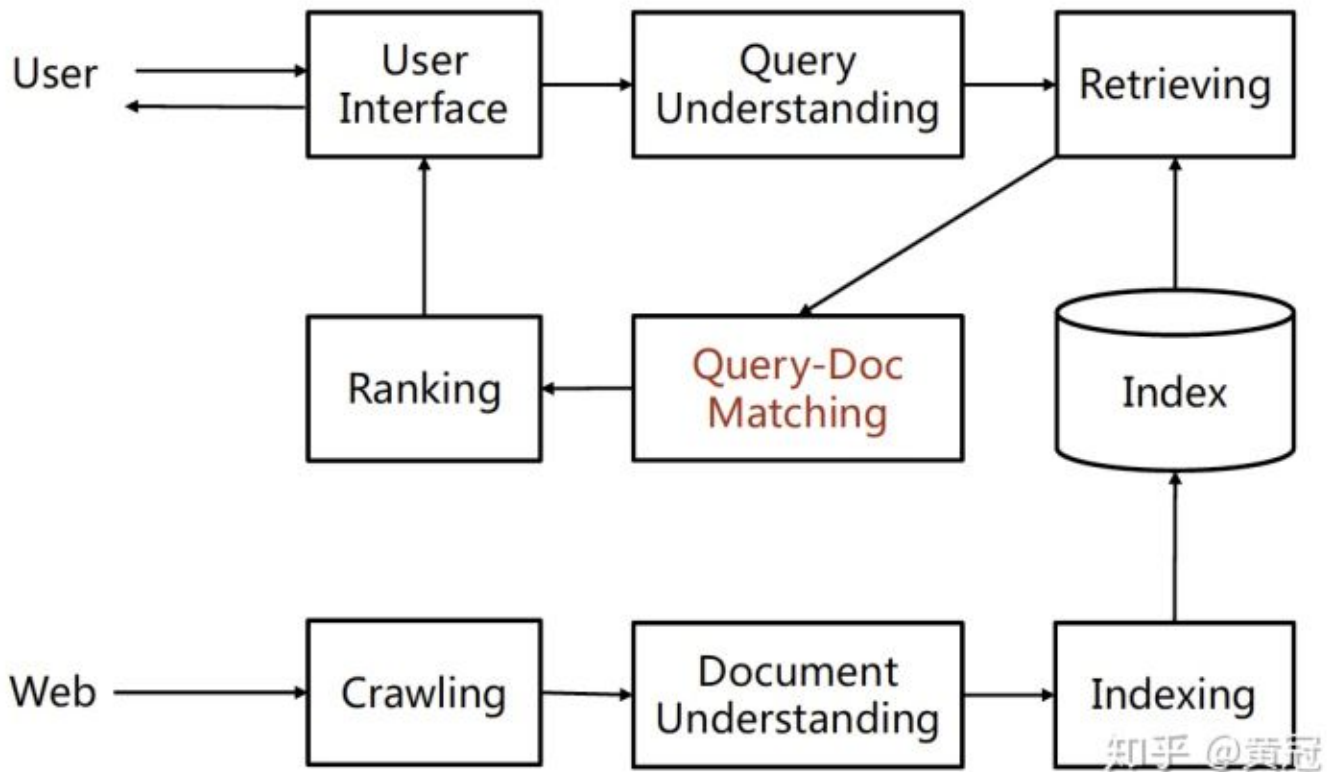 User
User
Interface
Query
Understanding
Retrieving
Ranking
Query-Doc
Matching
Index
Web
Crawling
Document
Understanding
Indexing
知乎 @黄冠